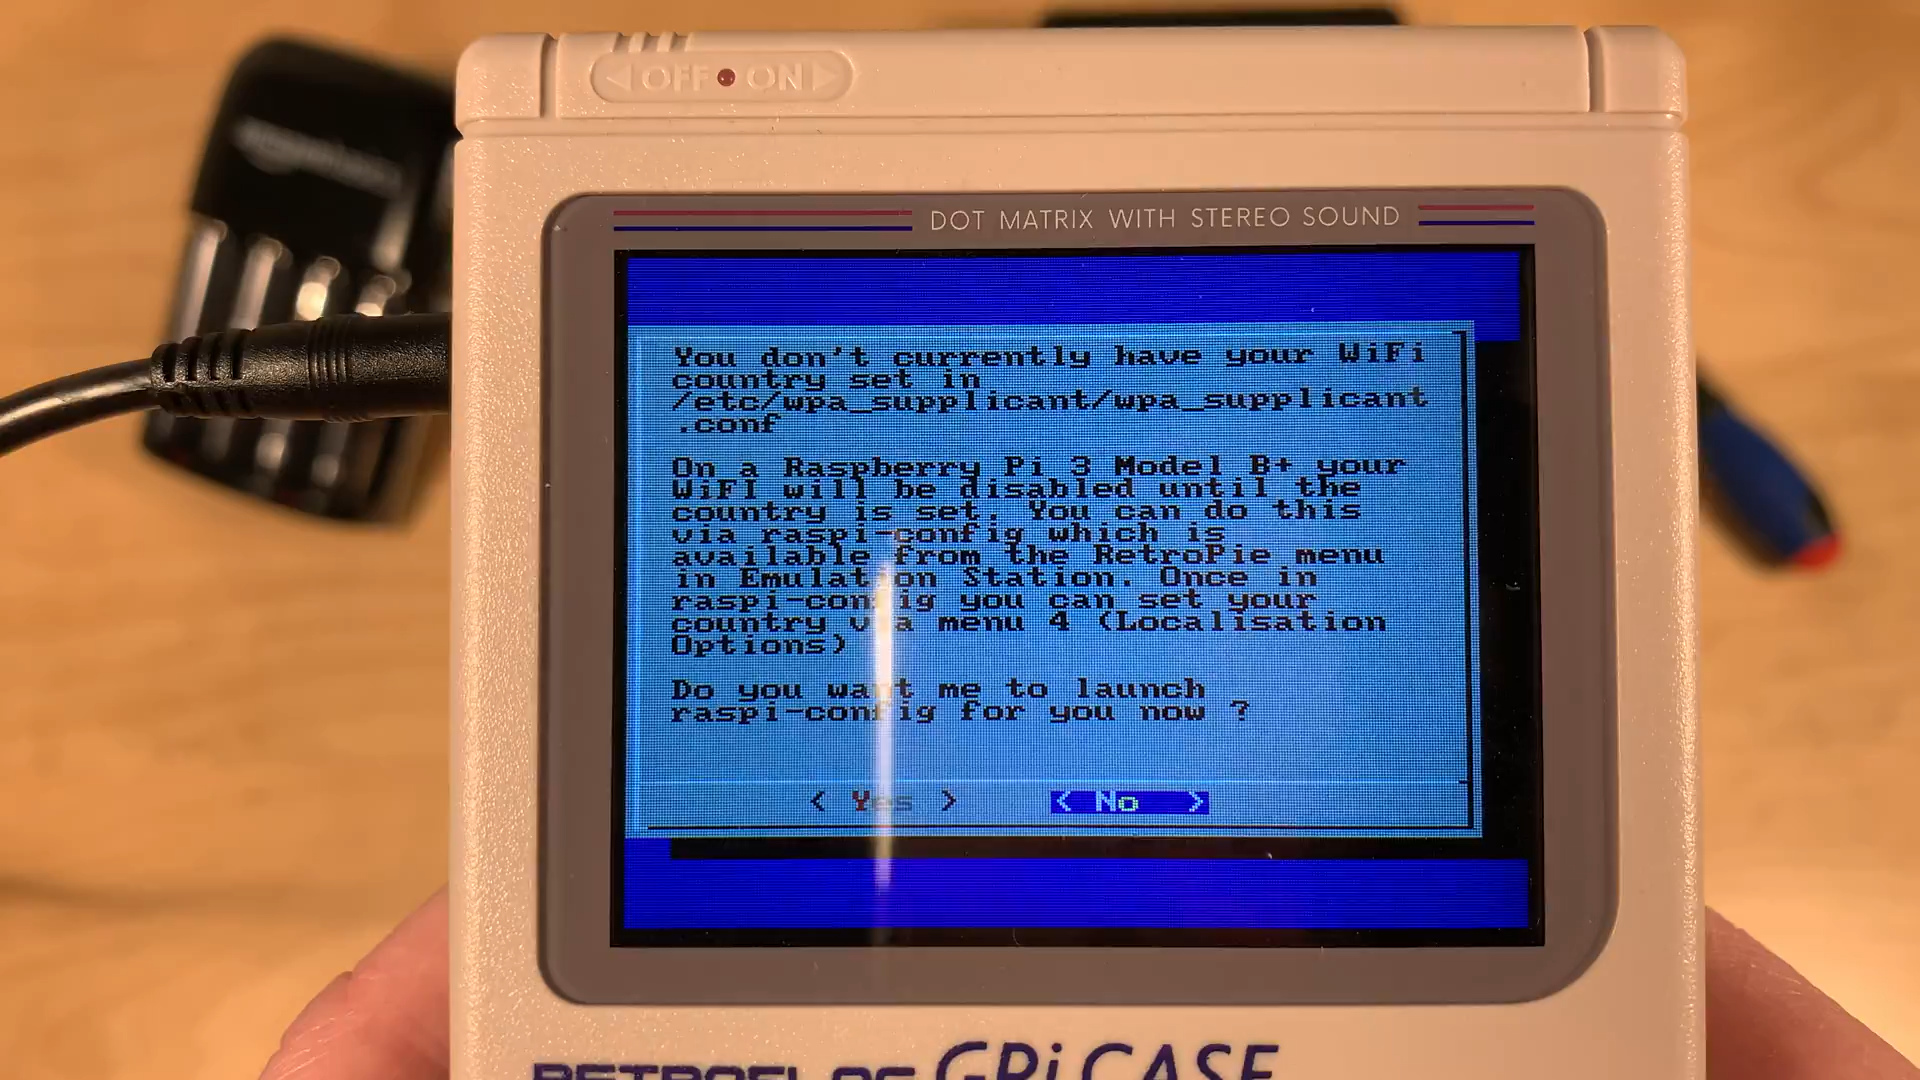 OFF ON
DOT MATRIX WITH STEREO SOUND
You don't currently have your WiFi
country set in
/etc/wpa_supplicant/wpa_supplicant
.conf
On a Raspberry Pi 3 Model B+ your
WiFI will be disabled until the
country is set. You can do this
via raspi-config which is
available from the RetroPie menu
in Emulation Station. Once in
raspi-config you can set your
country via menu 4 (Localisation
Options)
Do you want me to launch
raspi-config for you now ?
< Yes > < No >
RETROFLAG GPi CASE